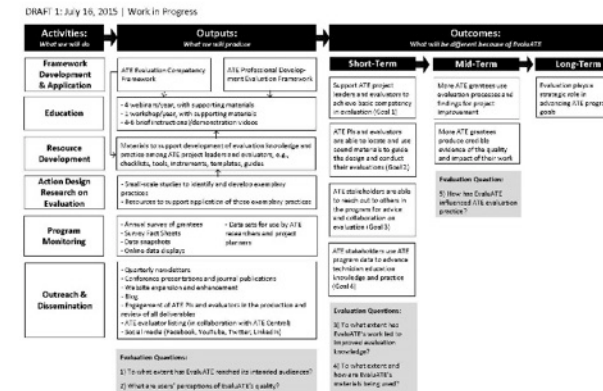 DRAFT 1: July 16, 2015 | Work in Progress
Activities:
What we will do
Outputs:
What we will produce
Outcomes:
What will be different because of EvaluATE
Short-Term
Mid-Term
Long-Term
Framework
Development
& Application
ATE Evaluation Competency
Framework
ATE Professional Develop-
ment Evaluation Framework
Education
- 4 webinars/year, with supporting materials
- 1 workshop/year, with supporting materials
- 4-6 brief instructional/demonstration videos
Resource
Development
Materials to support development of evaluation knowledge and
practice among ATE project leaders and evaluators, e.g.,
checklists, tools, instruments, templates, guides
Action Design
Research on
Evaluation
- Small-scale studies to identify and develop exemplary
practices
- Resources to support application of those exemplary practices
Program
Monitoring
- Annual survey of grantees
- Survey Fact Sheets
- Data snapshots
- Online data displays
- Data sets for use by ATE
researchers and project
planners
Outreach &
Dissemination
- Quarterly newsletters
- Conference presentations and journal publications
- Website expansion and enhancement
- Blog
- Engagement of ATE PIs and evaluators in the production and
review of all deliverables
- ATE evaluator listing (in collaboration with ATE Central)
- Social media (Facebook, YouTube, Twitter, LinkedIn)
Evaluation Questions:
1) To what extent has EvaluATE reached its intended audiences?
2) What are users' perceptions of EvaluATE's quality?
Support ATE project
leaders and evaluators to
achieve basic competency
in evaluation (Goal 1)
ATE PIs and evaluators
are able to locate and use
sound materials to guide
the design and conduct
their evaluations (Goal 2)
ATE stakeholders are able
to reach out to others in
the program for advice
and collaboration on
evaluation (Goal 3)
ATE stakeholders use ATE
program data to advance
technician education
knowledge and practice
(Goal 4)
Evaluation Questions:
3) To what extent has
EvaluATE's work led to
improved evaluation
knowledge?
4) To what extent and
how are EvaluATE's
materials being used?
More ATE grantees use
evaluation processes and
findings for project
improvement
More ATE grantees
produce credible
evidence of the quality
and impact of their work
Evaluation Question:
5) How has EvaluATE
influenced ATE evaluation
practice?
Evaluation plays a
strategic role in
advancing ATE program
goals